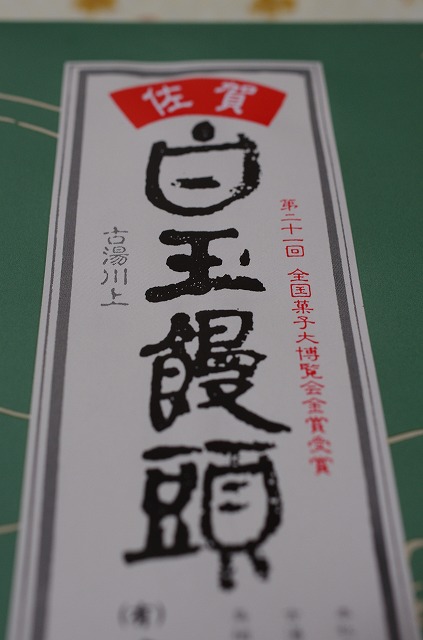 佐賀
第二十一回 全国菓子大博覧会金賞受賞
白玉饅頭
古湯川上
(有)